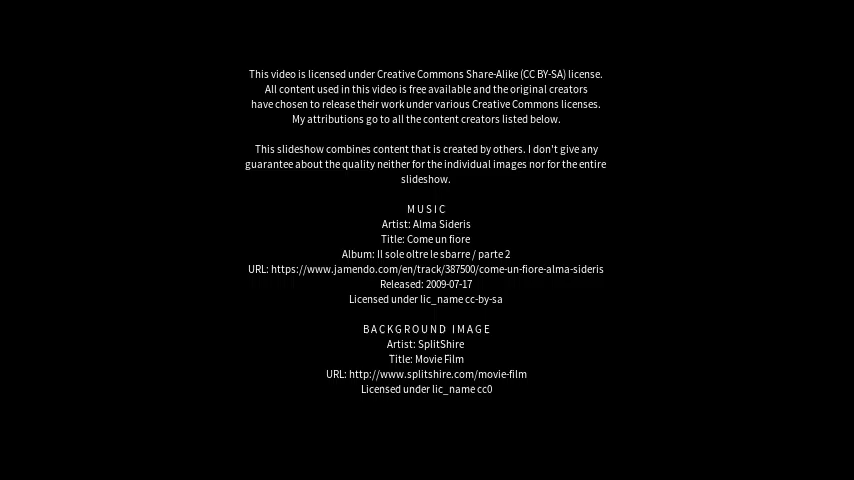 This video is licensed under Creative Commons Share-Alike (CC BY-SA) license.
All content used in this video is free available and the original creators
have chosen to release their work under various Creative Commons licenses.
My attributions go to all the content creators listed below.
This slideshow combines content that is created by others. I don't give any
guarantee about the quality neither for the individual images nor for the entire
slideshow.
MUSIC
Artist: Alma Sideris
Title: Come un fiore
Album: Il sole oltre le sbarre / parte 2
URL: https://www.jamendo.com/en/track/387500/come-un-fiore-alma-sideris
Released: 2009-07-17
Licensed under lic_name cc-by-sa
BACKGROUND IMAGE
Artist: SplitShire
Title: Movie Film
URL: http://www.splitshire.com/movie-film
Licensed under lic_name cc0